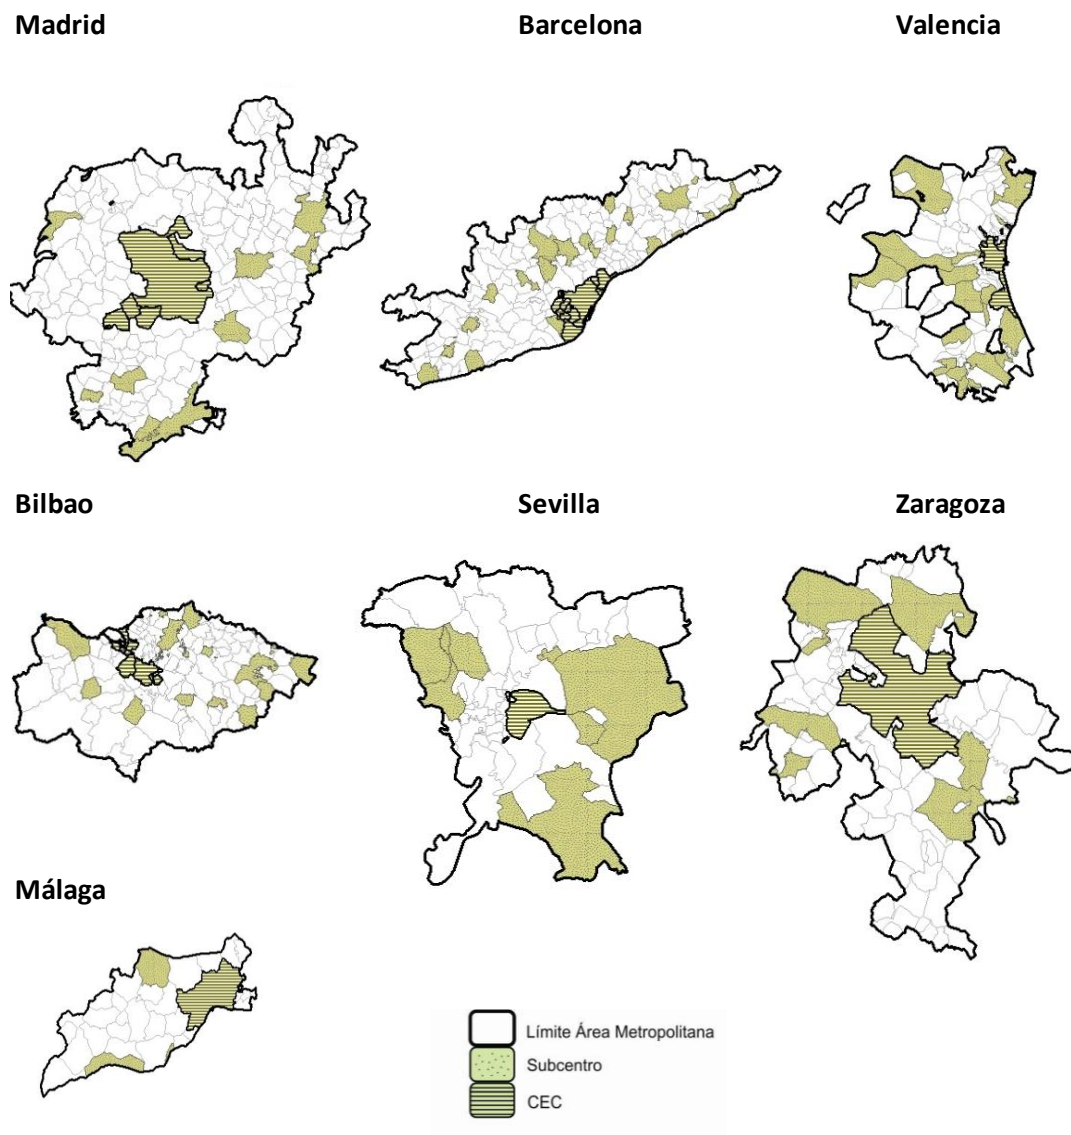 Madrid
Barcelona
Valencia
Bilbao
Sevilla
Zaragoza
Málaga
Límite Área Metropolitana
Subcentro
CEC